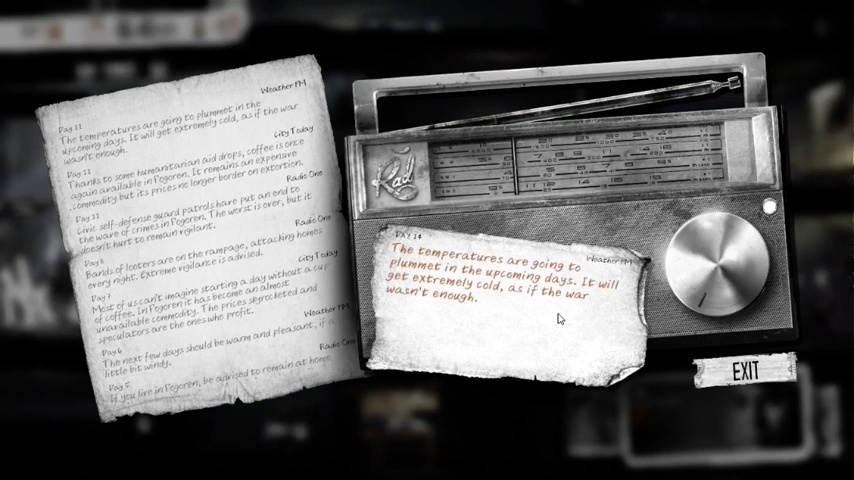 Weather FM
Day 11
The temperatures are going to plummet in the
upcoming days. It will get extremely cold, as if the war
wasn't enough.
City Today
Day 11
Thanks to some humanitarian aid drops, coffee is once
again available in Pogoren. It remains an expensive
commodity but it's prices no longer border on extortion.
Radio One
Day 11
Civic self-defense guard patrols have put an end to
the wave of crimes in Pogoren. The worst is over, but it
doesn't hurt to remain vigilant.
Radio One
Day 8
Bands of looters are on the rampage, attacking homes
every night. Extreme vigilance is advised.
City Today
Day 7
Most of us can't imagine starting a day without a cup
of coffee. In Pogoren it has become an almost
unavailable commodity. The prices skyrocketed and
speculators are the ones who profit.
Weather FM
Day 6
The next few days should be warm and pleasant, if a
little bit windy.
Radio One
Day 5
If you live in Pogoren, be advised to remain at home
Rad
Day 14
Weather FM
The temperatures are going to
plummet in the upcoming days. It will
get extremely cold, as if the war
wasn't enough.
EXIT